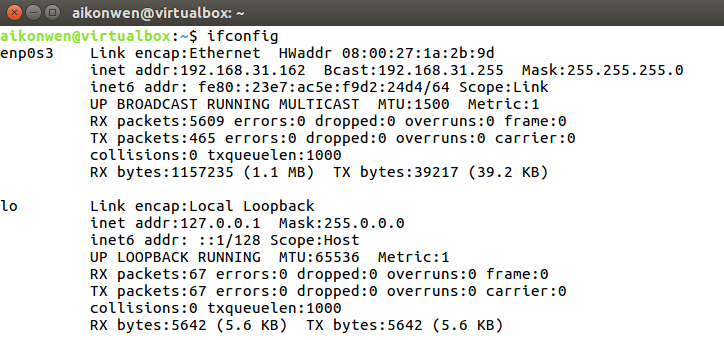 aikonwen@virtualbox: ~
aikonwen@virtualbox:~$ ifconfig
enp0s3    Link encap:Ethernet  HWaddr 08:00:27:1a:2b:9d
          inet addr:192.168.31.162  Bcast:192.168.31.255  Mask:255.255.255.0
          inet6 addr: fe80::23e7:ac5e:f9d2:24d4/64 Scope:Link
          UP BROADCAST RUNNING MULTICAST  MTU:1500  Metric:1
          RX packets:5609 errors:0 dropped:0 overruns:0 frame:0
          TX packets:465 errors:0 dropped:0 overruns:0 carrier:0
          collisions:0 txqueuelen:1000
          RX bytes:1157235 (1.1 MB)  TX bytes:39217 (39.2 KB)

lo        Link encap:Local Loopback
          inet addr:127.0.0.1  Mask:255.0.0.0
          inet6 addr: ::1/128 Scope:Host
          UP LOOPBACK RUNNING  MTU:65536  Metric:1
          RX packets:67 errors:0 dropped:0 overruns:0 frame:0
          TX packets:67 errors:0 dropped:0 overruns:0 carrier:0
          collisions:0 txqueuelen:1000
          RX bytes:5642 (5.6 KB)  TX bytes:5642 (5.6 KB)